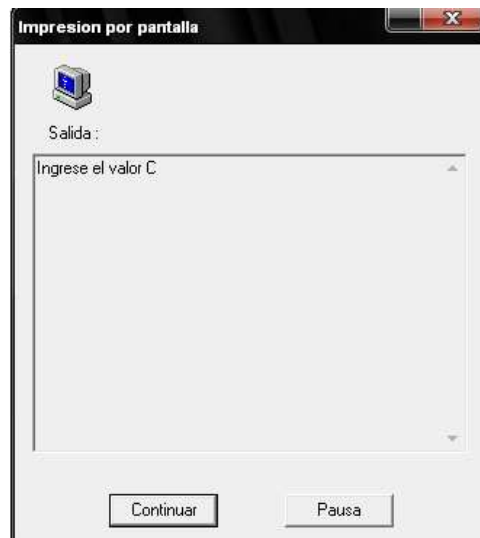 Impresion por pantalla
Salida :
Ingrese el valor C
Continuar
Pausa